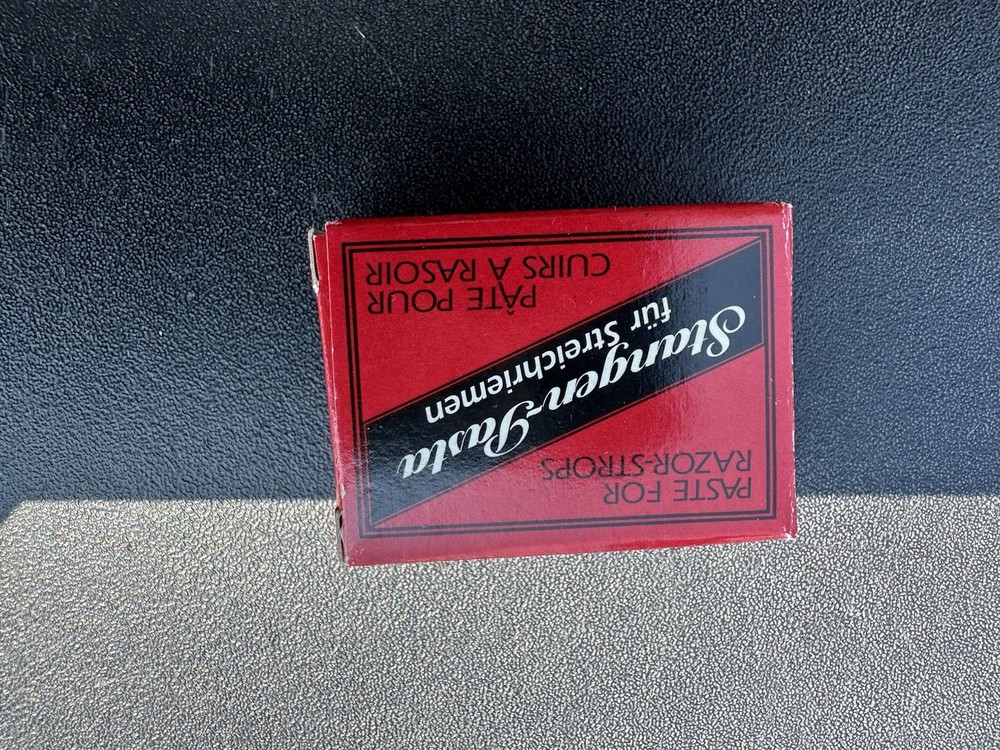 PASTE FOR
RAZOR-STROPS
Stangen-Pasta
für Streichriemen
PÂTE POUR
CUIRS A RASOIR